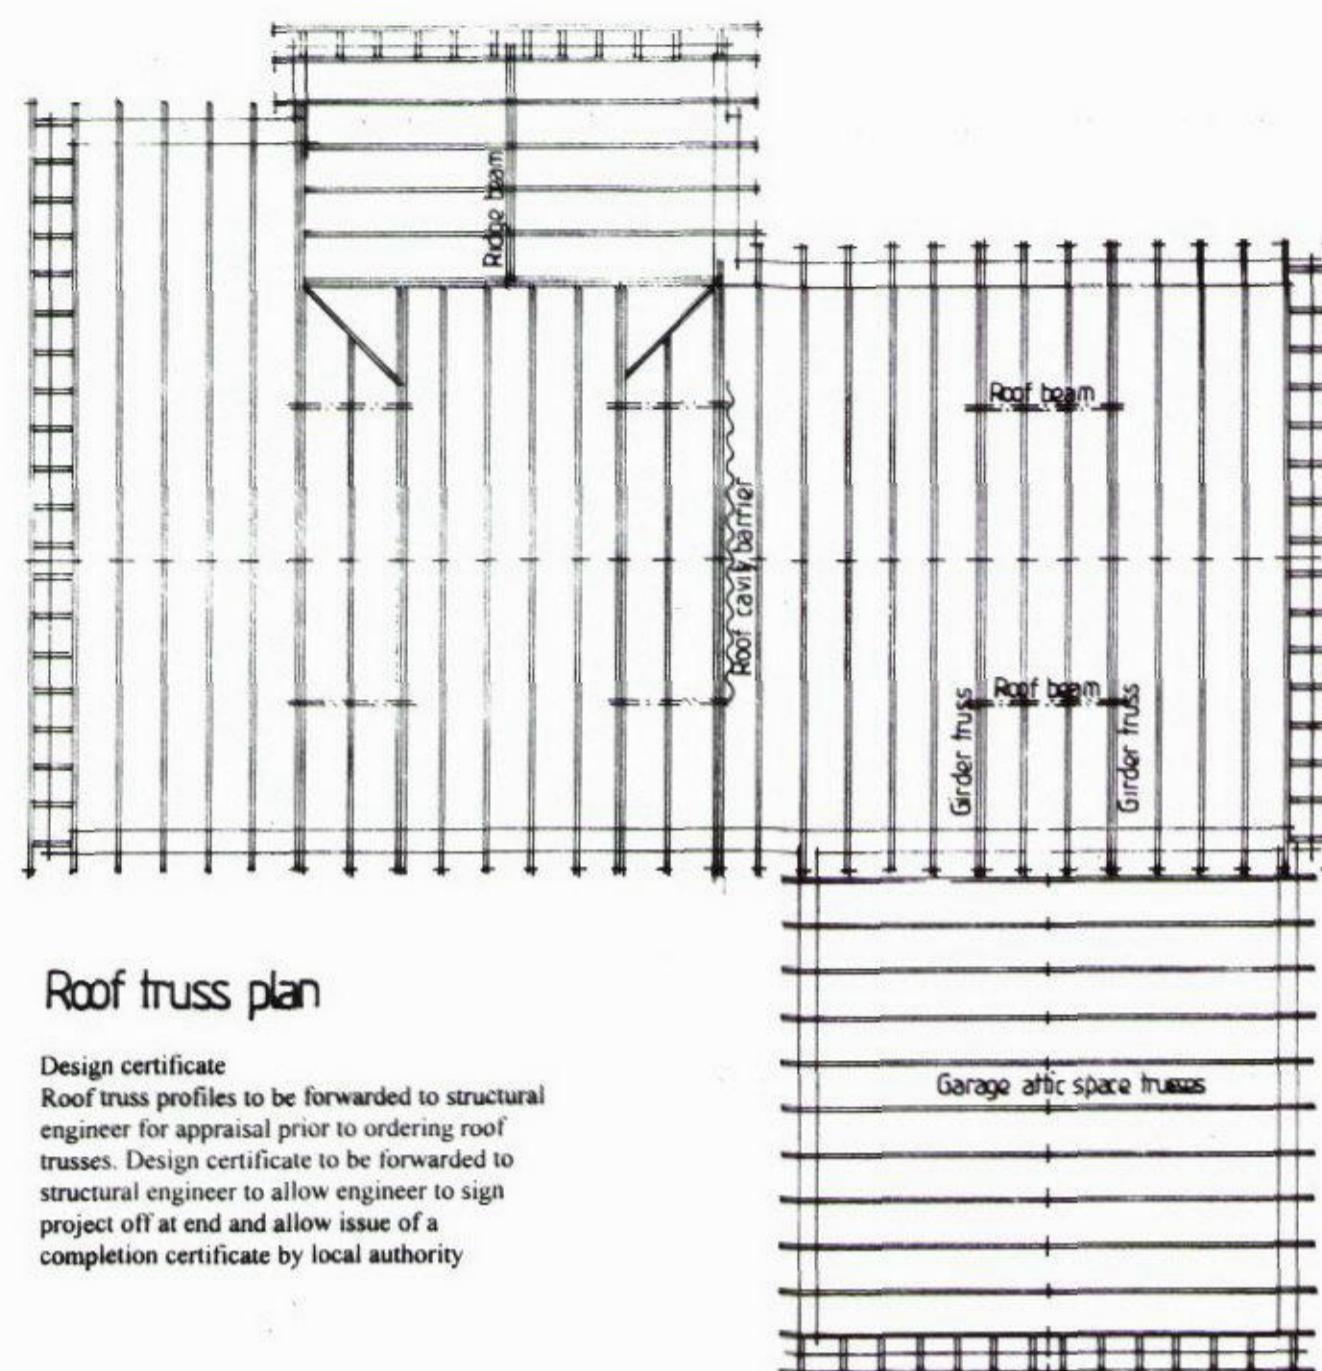 Ridge beam
Roof beam
Roof cavity barrier
Roof beam
Girder truss
Girder truss
Roof truss plan
Garage attic space trusses
Design certificate
Roof truss profiles to be forwarded to structural
engineer for appraisal prior to ordering roof
trusses. Design certificate to be forwarded to
structural engineer to allow engineer to sign
project off at end and allow issue of a
completion certificate by local authority